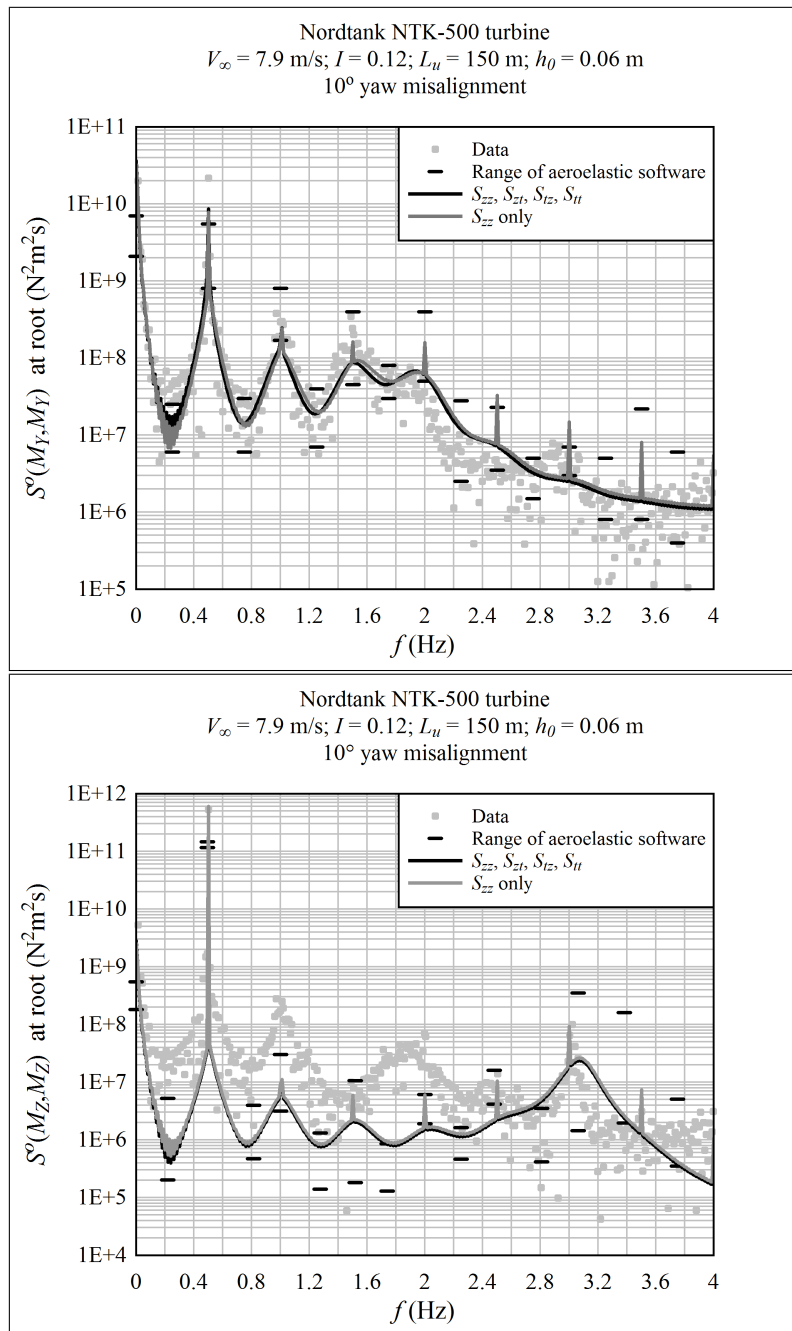 Nordtank NTK-500 turbine
V∞ = 7.9 m/s; I = 0.12; Lu = 150 m; h0 = 0.06 m
10º yaw misalignment
Data
Range of aeroelastic software
Szz, Szt, Stz, Stt
Szz only
So(MY,MY) at root (N2m2s)
1E+11
1E+10
1E+9
1E+8
1E+7
1E+6
1E+5
0 0.4 0.8 1.2 1.6 2 2.4 2.8 3.2 3.6 4
f (Hz)
Nordtank NTK-500 turbine
V∞ = 7.9 m/s; I = 0.12; Lu = 150 m; h0 = 0.06 m
10° yaw misalignment
Data
Range of aeroelastic software
Szz, Szt, Stz, Stt
Szz only
So(MZ,MZ) at root (N2m2s)
1E+12
1E+11
1E+10
1E+9
1E+8
1E+7
1E+6
1E+5
1E+4
0 0.4 0.8 1.2 1.6 2 2.4 2.8 3.2 3.6 4
f (Hz)